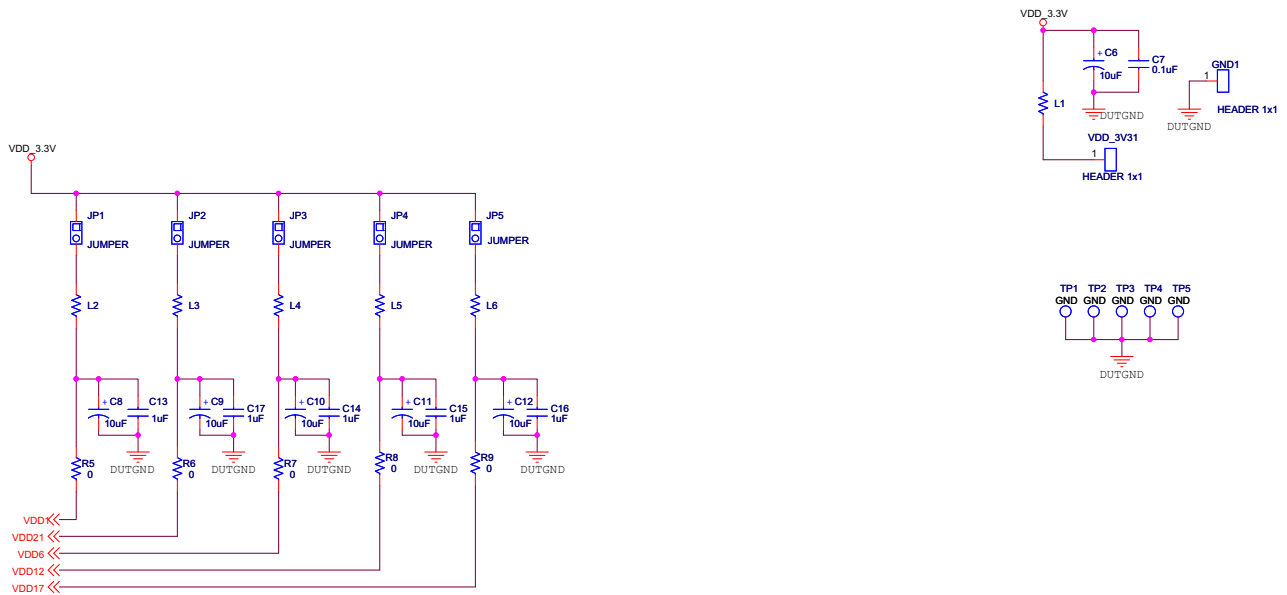 VDD_3.3V
C6
10uF
C7
0.1uF
GND1
1
HEADER 1x1
DUTGND
DUTGND
L1
VDD_3V31
1
HEADER 1x1
VDD_3.3V
JP1
JUMPER
JP2
JUMPER
JP3
JUMPER
JP4
JUMPER
JP5
JUMPER
L2
L3
L4
L5
L6
TP1
GND
TP2
GND
TP3
GND
TP4
GND
TP5
GND
DUTGND
+ C8
10uF
C13
1uF
+ C9
10uF
C17
1uF
+ C10
10uF
C14
1uF
+ C11
10uF
C15
1uF
+ C12
10uF
C16
1uF
R5
0
DUTGND
R6
0
DUTGND
R7
0
DUTGND
R8
0
DUTGND
R9
0
DUTGND
VDD1
VDD21
VDD6
VDD12
VDD17